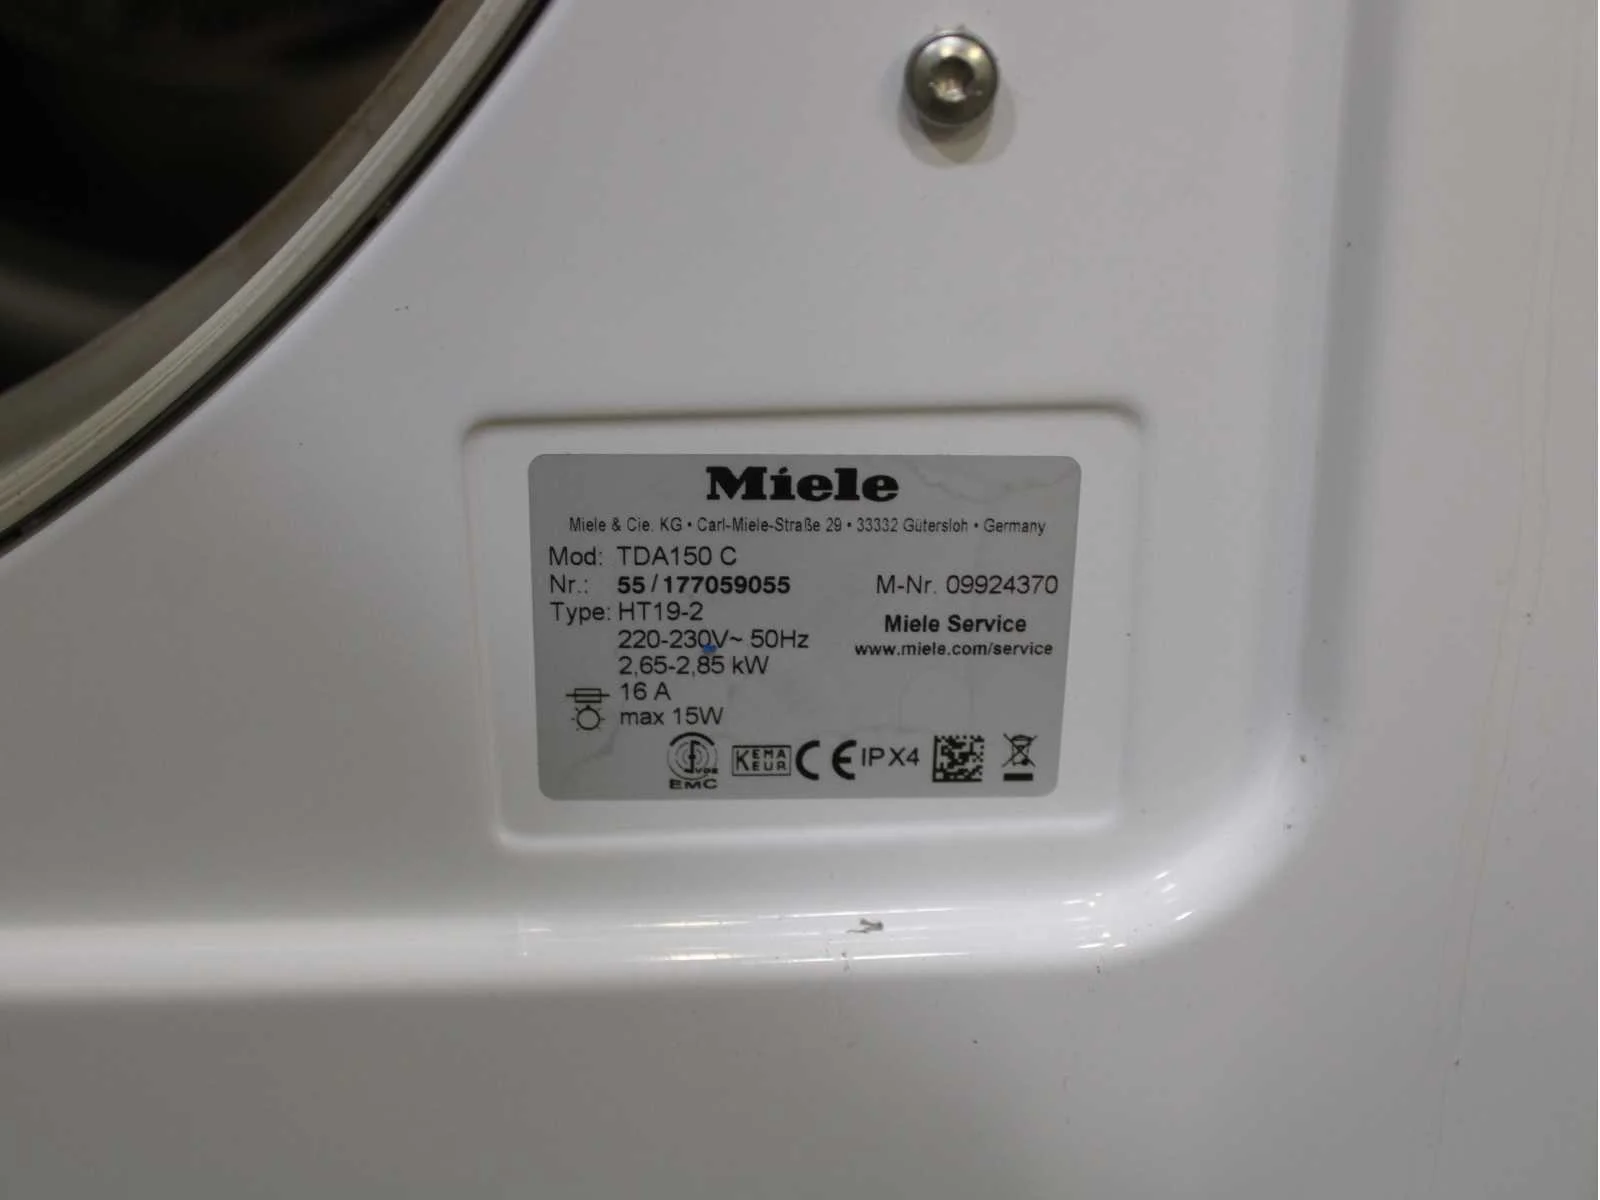 Miele
Miele & Cie. KG • Carl-Miele-Straße 29 • 33332 Gütersloh • Germany
Mod: TDA150 C
Nr.: 55/177059055 M-Nr. 09924370
Type: HT19-2 Miele Service
220-230V~ 50Hz www.miele.com/service
2,65-2,85 kW
16 A
max 15W
VDE
EMC
KEMA
KEUR
CE
IPX4